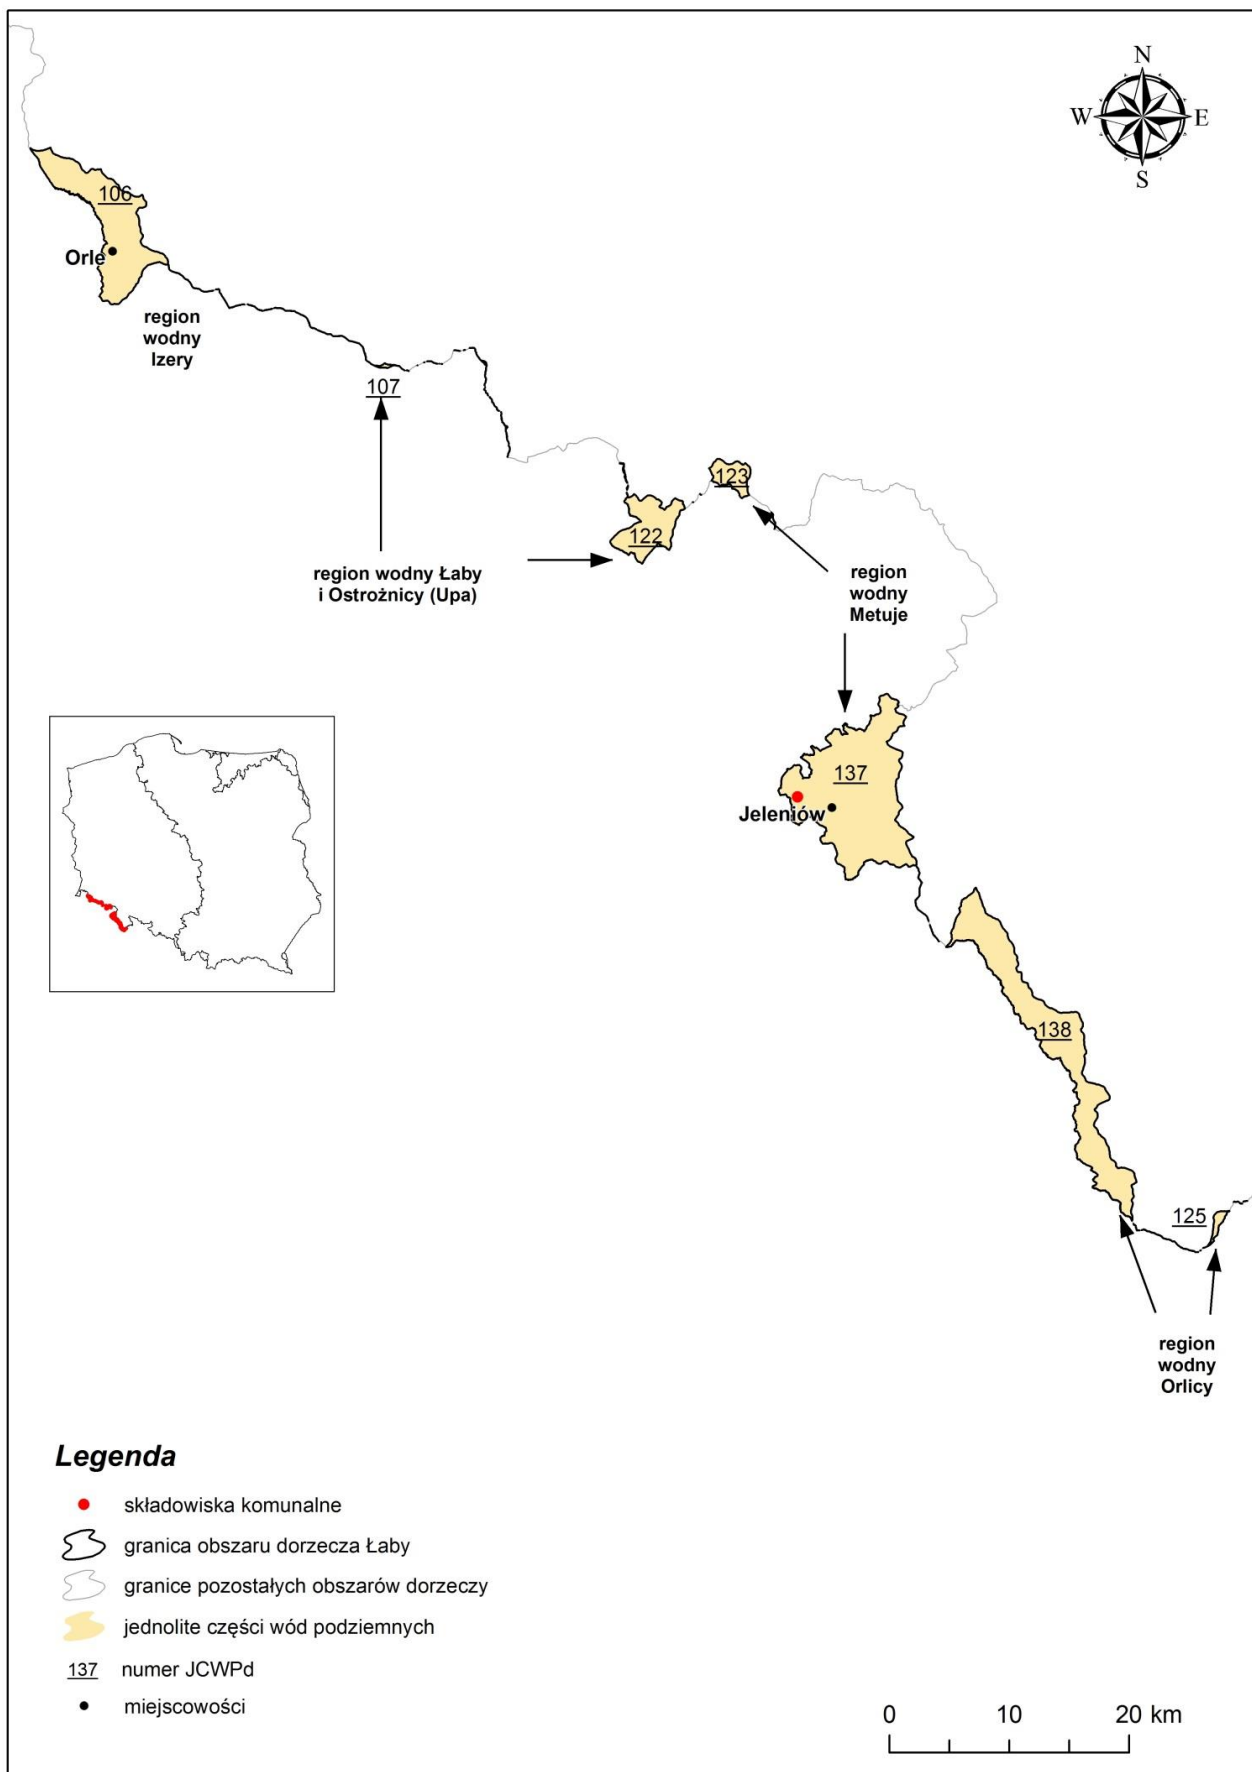 N
W
E
S
106
Orle
region
wodny
Izery
107
123
122
region wodny Łaby
i Ostrożnicy (Upa)
region
wodny
Metuje
137
Jeleniów
138
125
region
wodny
Orlicy
Legenda
składowiska komunalne
granica obszaru dorzecza Łaby
granice pozostałych obszarów dorzeczy
jednolite części wód podziemnych
137 numer JCWPd
miejscowości
0 10 20 km